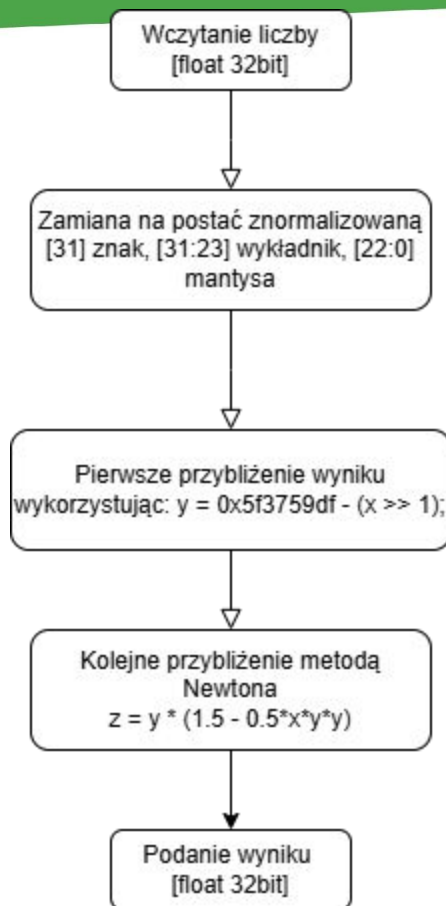 Wczytanie liczby
[float 32bit]
Zamiana na postać znormalizowaną
[31] znak, [31:23] wykładnik, [22:0]
mantysa
Pierwsze przybliżenie wyniku
wykorzystując: y = 0x5f3759df - (x >> 1);
Kolejne przybliżenie metodą
Newtona
z = y * (1.5 - 0.5*x*y*y)
Podanie wyniku
[float 32bit]